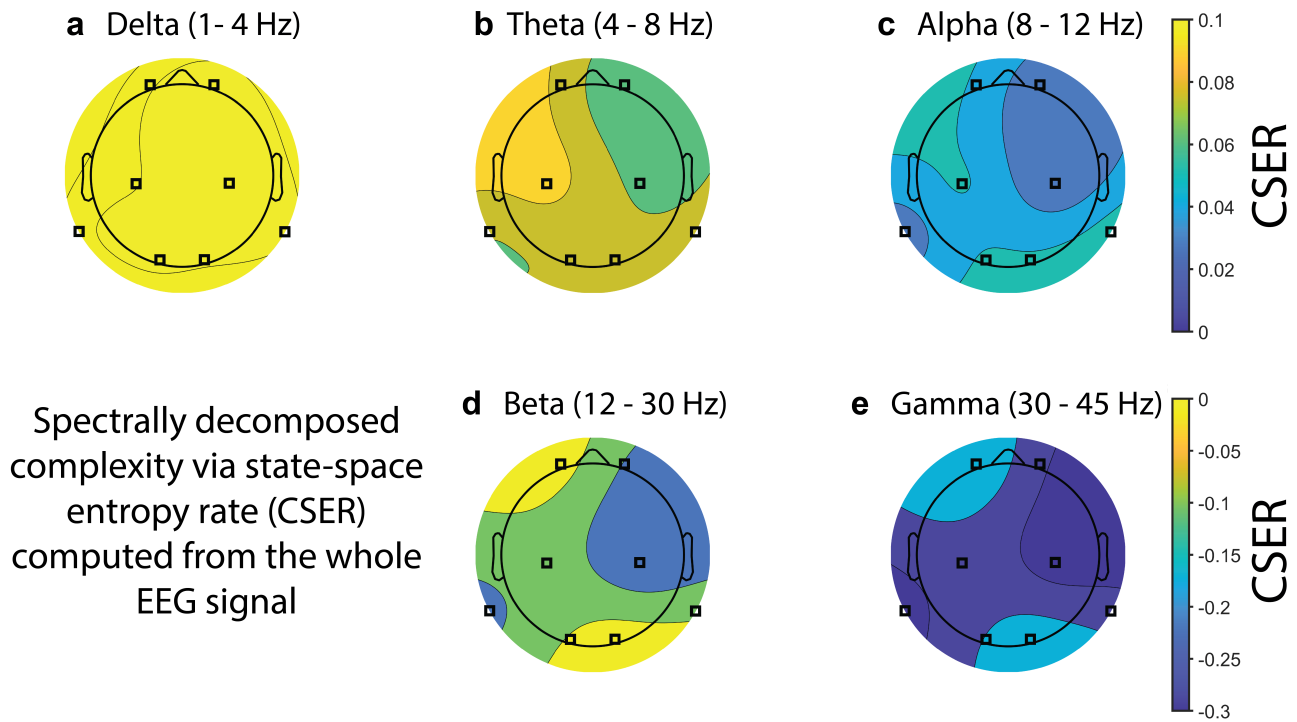 a Delta (1- 4 Hz)
b Theta (4 - 8 Hz)
c Alpha (8 - 12 Hz)
0.1
0.08
0.06
0.04
0.02
0
CSER
Spectrally decomposed
complexity via state-space
entropy rate (CSER)
computed from the whole
EEG signal
d Beta (12 - 30 Hz)
e Gamma (30 - 45 Hz)
0
-0.05
-0.1
-0.15
-0.2
-0.25
-0.3
CSER